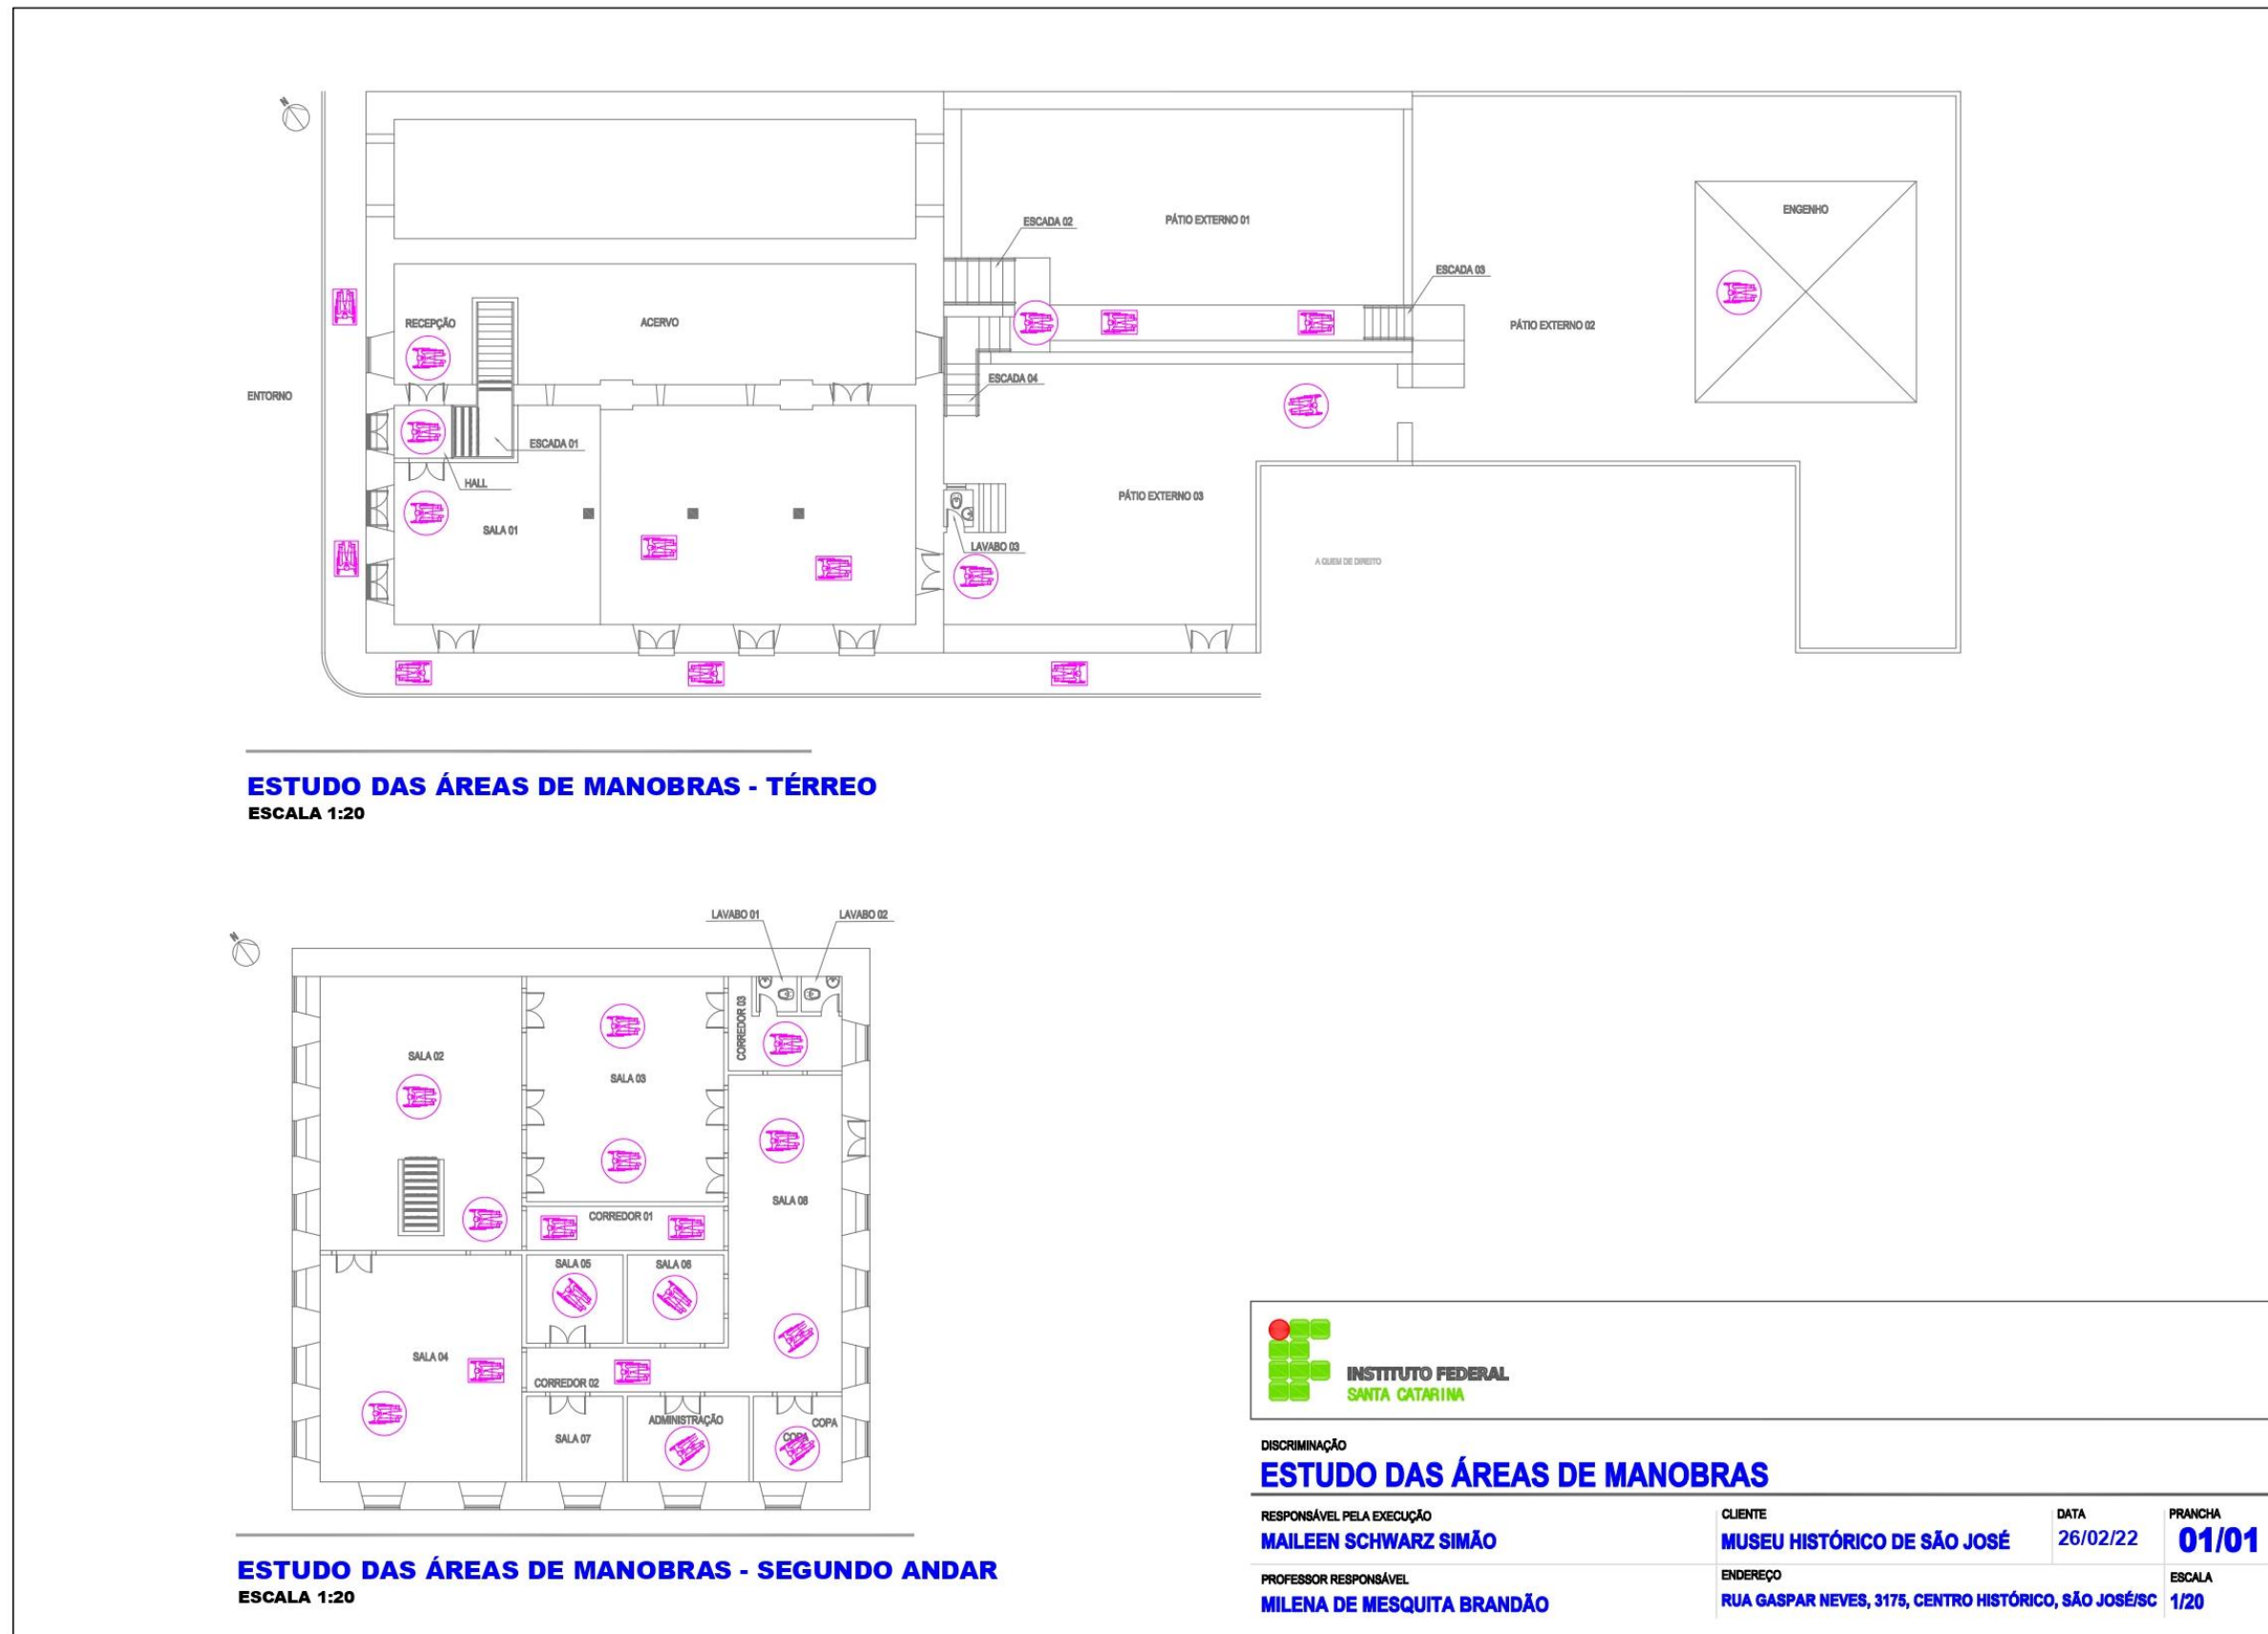 N
ESCADA 02
PÁTIO EXTERNO 01
ENGENHO
ESCADA 03
RECEPÇÃO
ACERVO
PÁTIO EXTERNO 02
ENTORNO
ESCADA 04
ESCADA 01
HALL
SALA 01
PÁTIO EXTERNO 03
LAVABO 03
A QUEM DE DIREITO
ESTUDO DAS ÁREAS DE MANOBRAS - TÉRREO
ESCALA 1:20
LAVABO 01
LAVABO 02
N
CORREDOR 03
SALA 02
SALA 03
SALA 08
CORREDOR 01
SALA 05
SALA 06
SALA 04
CORREDOR 02
ADMINISTRAÇÃO
COPA
COPA
SALA 07
ESTUDO DAS ÁREAS DE MANOBRAS - SEGUNDO ANDAR
ESCALA 1:20
INSTITUTO FEDERAL
SANTA CATARINA
DISCRIMINAÇÃO
ESTUDO DAS ÁREAS DE MANOBRAS
RESPONSÁVEL PELA EXECUÇÃO
MAILEEN SCHWARZ SIMÃO
CLIENTE
MUSEU HISTÓRICO DE SÃO JOSÉ
DATA
26/02/22
PRANCHA
01/01
PROFESSOR RESPONSÁVEL
MILENA DE MESQUITA BRANDÃO
ENDEREÇO
RUA GASPAR NEVES, 3175, CENTRO HISTÓRICO, SÃO JOSÉ/SC
ESCALA
1/20